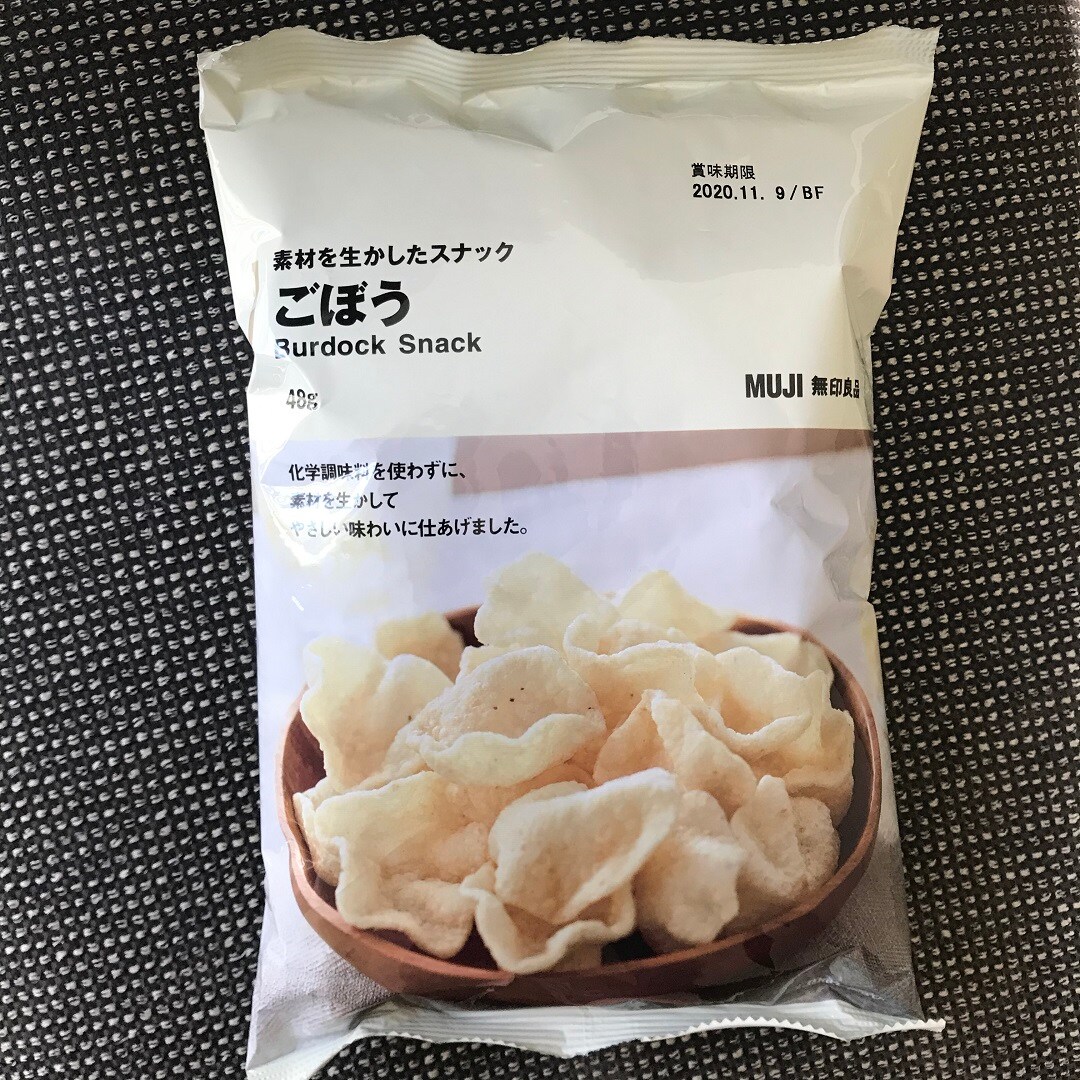 賞味期限
2020.11. 9/BF
素材を生かしたスナック
ごぼう
Burdock Snack
48g
MUJI 無印良品
化学調味料を使わずに、
素材を生かして
やさしい味わいに仕あげました。